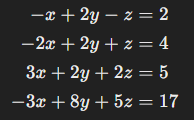 −x + 2y − z = 2
−2x + 2y + z = 4
3x + 2y + 2z = 5
−3x + 8y + 5z = 17